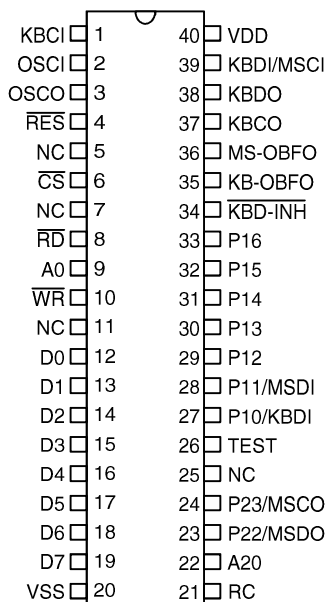 KBCI 1 40 VDD
OSCI 2 39 KBDI/MSCI
OSCO 3 38 KBDO
RES 4 37 KBCO
NC 5 36 MS-OBFO
CS 6 35 KB-OBFO
NC 7 34 KBD-INH
RD 8 33 P16
A0 9 32 P15
WR 10 31 P14
NC 11 30 P13
D0 12 29 P12
D1 13 28 P11/MSDI
D2 14 27 P10/KBDI
D3 15 26 TEST
D4 16 25 NC
D5 17 24 P23/MSCO
D6 18 23 P22/MSDO
D7 19 22 A20
VSS 20 21 RC